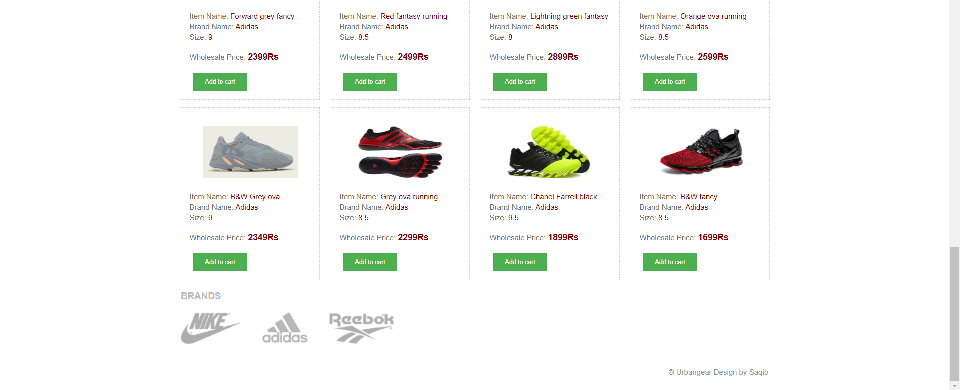 Item Name: Forward grey fancy
Brand Name: Adidas
Size: 9
Wholesale Price: 2399Rs
Add to cart
Item Name: Red fantasy running
Brand Name: Adidas
Size: 8.5
Wholesale Price: 2499Rs
Add to cart
Item Name: Lightning green fantasy
Brand Name: Adidas
Size: 8
Wholesale Price: 2899Rs
Add to cart
Item Name: Orange ova running
Brand Name: Adidas
Size: 8.5
Wholesale Price: 2599Rs
Add to cart
Item Name: B&W Grey ova
Brand Name: Adidas
Size: 9
Wholesale Price: 2349Rs
Add to cart
Item Name: Grey ova running
Brand Name: Adidas
Size: 8.5
Wholesale Price: 2299Rs
Add to cart
Item Name: Chanel Farrell black
Brand Name: Adidas
Size: 9.5
Wholesale Price: 1899Rs
Add to cart
Item Name: B&W fancy
Brand Name: Adidas
Size: 8.5
Wholesale Price: 1699Rs
Add to cart
BRANDS
NIKE
adidas
Reebok
© Urbangear Design by Saqib